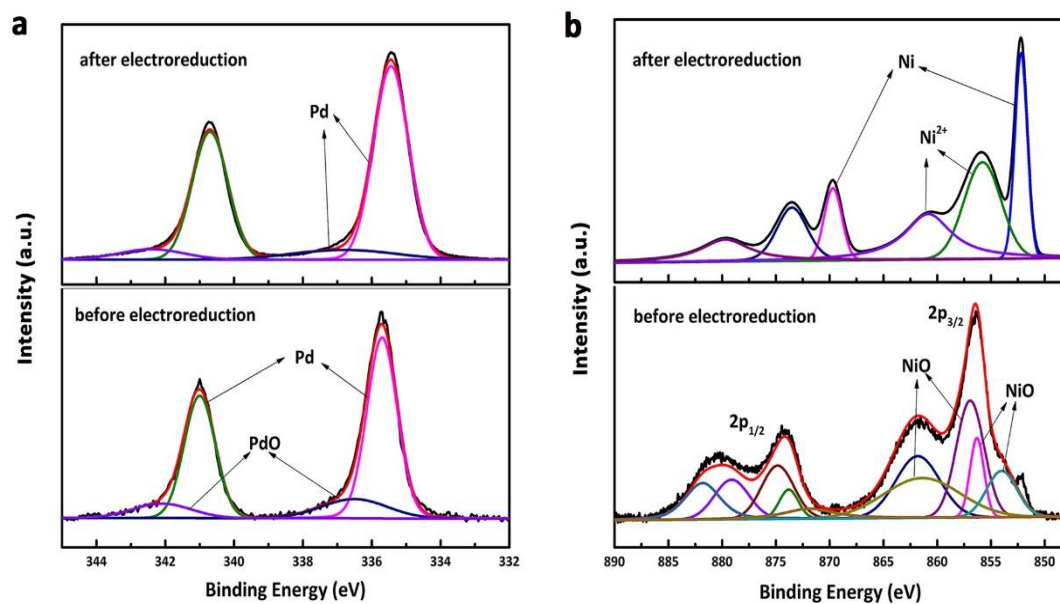 a
after electroreduction
Pd
before electroreduction
Pd
PdO
Intensity (a.u.)
344 342 340 338 336 334 332
Binding Energy (eV)
b
after electroreduction
Ni
Ni²⁺
before electroreduction
2p₃/₂
NiO
NiO
2p₁/₂
Intensity (a.u.)
890 885 880 875 870 865 860 855 850
Binding Energy (eV)